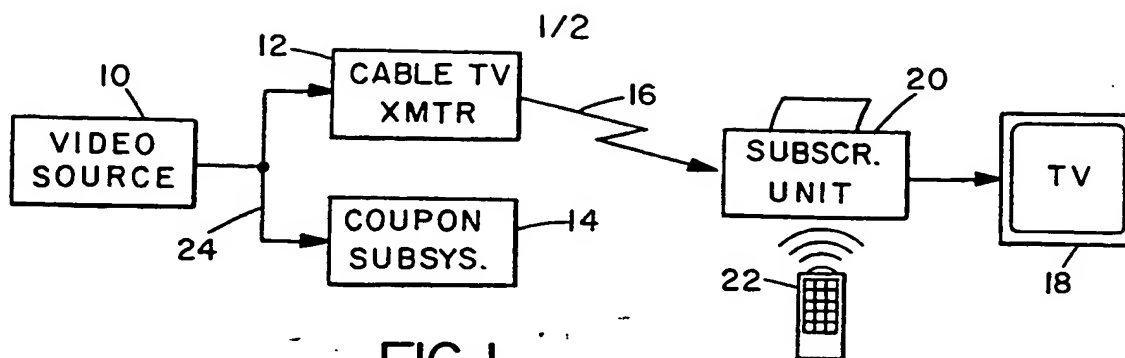 1/2
12
CABLE TV
XMTR
10
VIDEO
SOURCE
16
20
SUBSCR.
UNIT
TV
24
COUPON
SUBSYS.
14
22
18
FIG.1